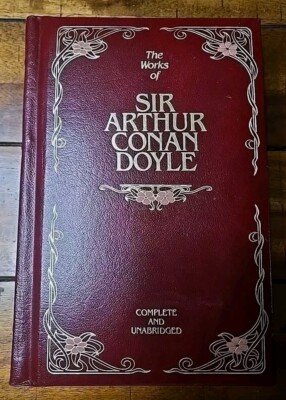 The
Works
of
SIR
ARTHUR
CONAN
DOYLE
COMPLETE
AND
UNABRIDGED